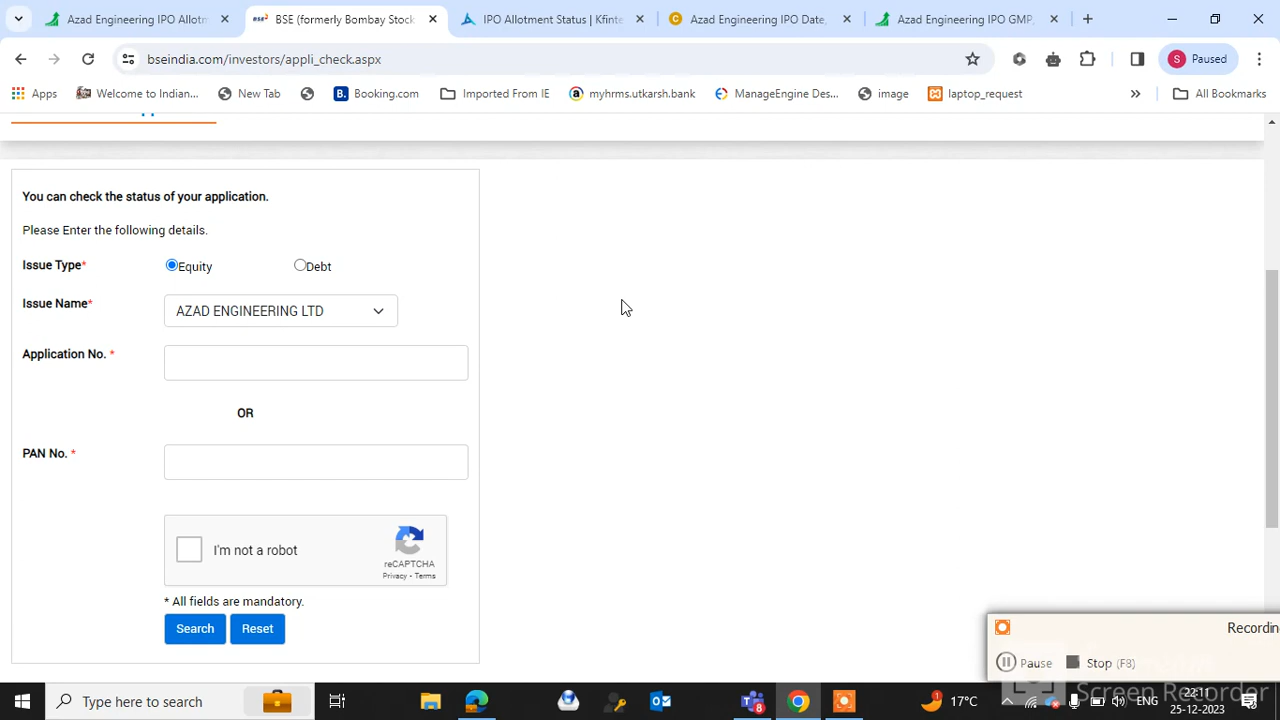 Azad Engineering IPO Allotm
BSE (formerly Bombay Stock
IPO Allotment Status | Kfinte
Azad Engineering IPO Date,
Azad Engineering IPO GMP,
bseindia.com/investors/appli_check.aspx
S Paused
Apps
Welcome to Indian...
New Tab
B. Booking.com
Imported From IE
myhrms.utkarsh.bank
ManageEngine Des...
image
laptop_request
»
All Bookmarks
You can check the status of your application.
Please Enter the following details.
Issue Type*
Equity
Debt
Issue Name*
AZAD ENGINEERING LTD
Application No. *
OR
PAN No. *
I'm not a robot
reCAPTCHA
Privacy - Terms
* All fields are mandatory.
Search
Reset
Recordin
Pause
Stop (F8)
Screen Recorder
Type here to search
17°C
ENG
22:11
25-12-2023